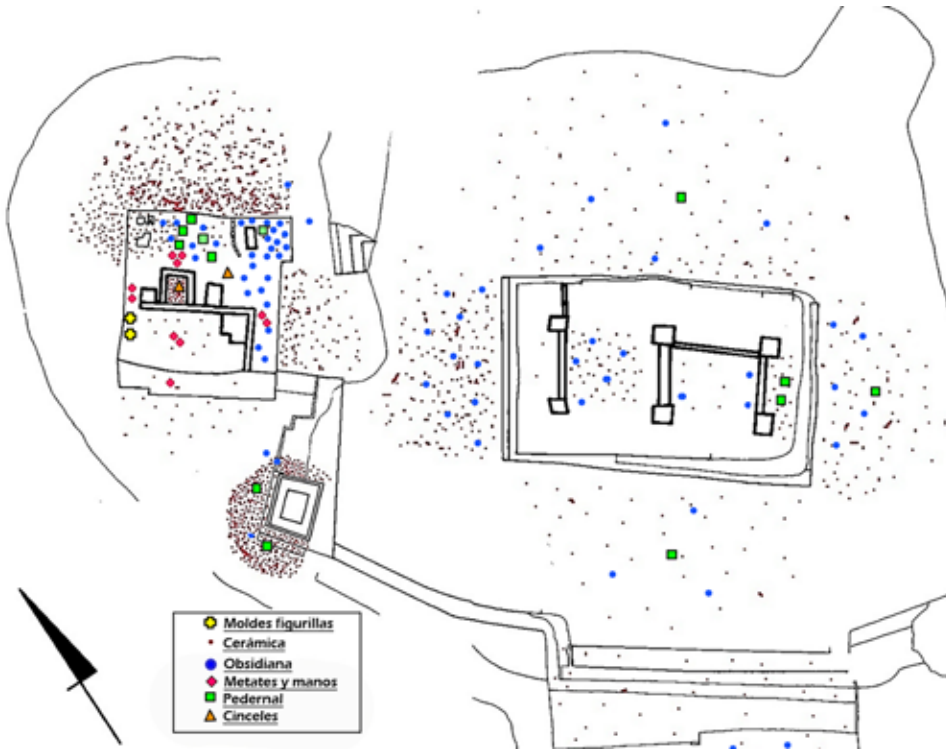 Moldes figurillas
Cerámica
Obsidiana
Metates y manos
Pedernal
Cinceles